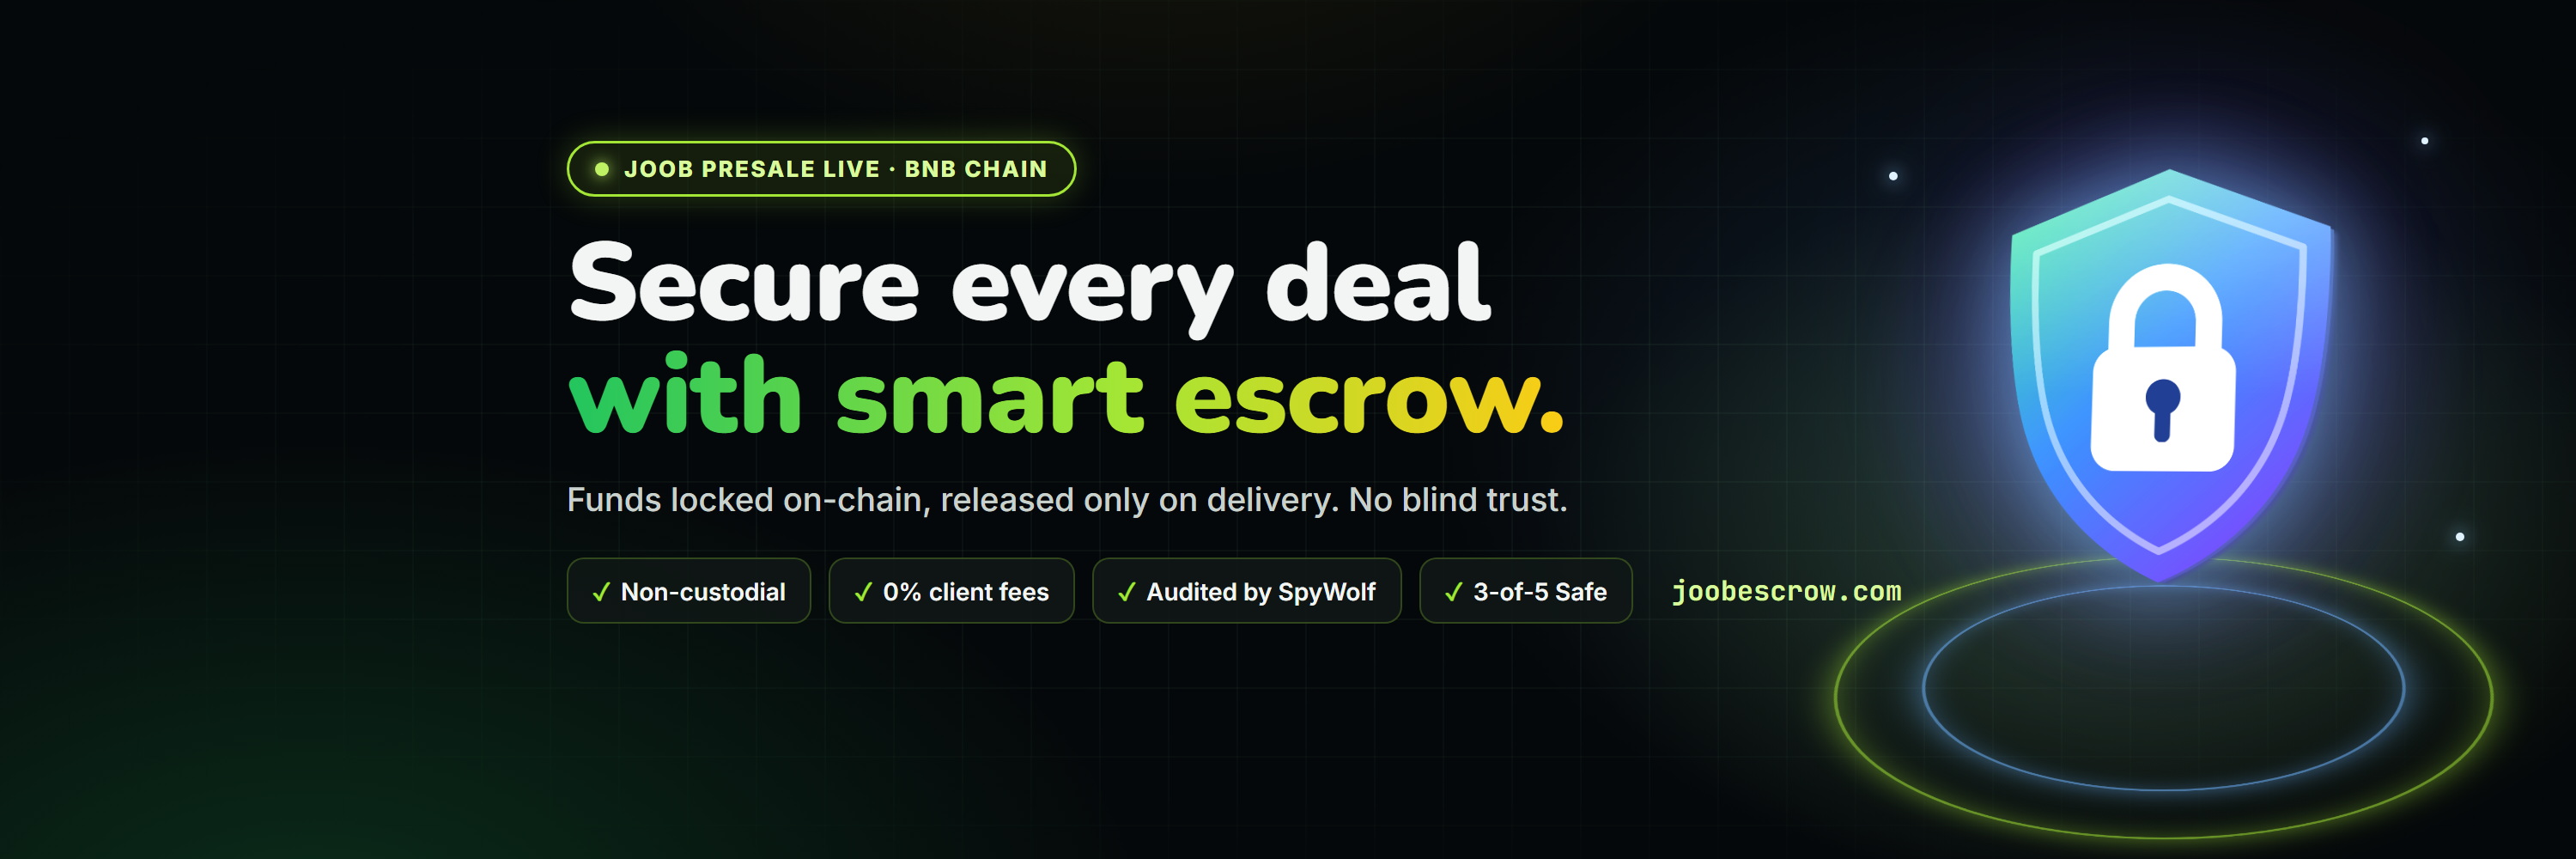 JOOB PRESALE LIVE · BNB CHAIN
Secure every deal
with smart escrow.
Funds locked on-chain, released only on delivery. No blind trust.
✓ Non-custodial ✓ 0% client fees ✓ Audited by SpyWolf ✓ 3-of-5 Safe joobescrow.com